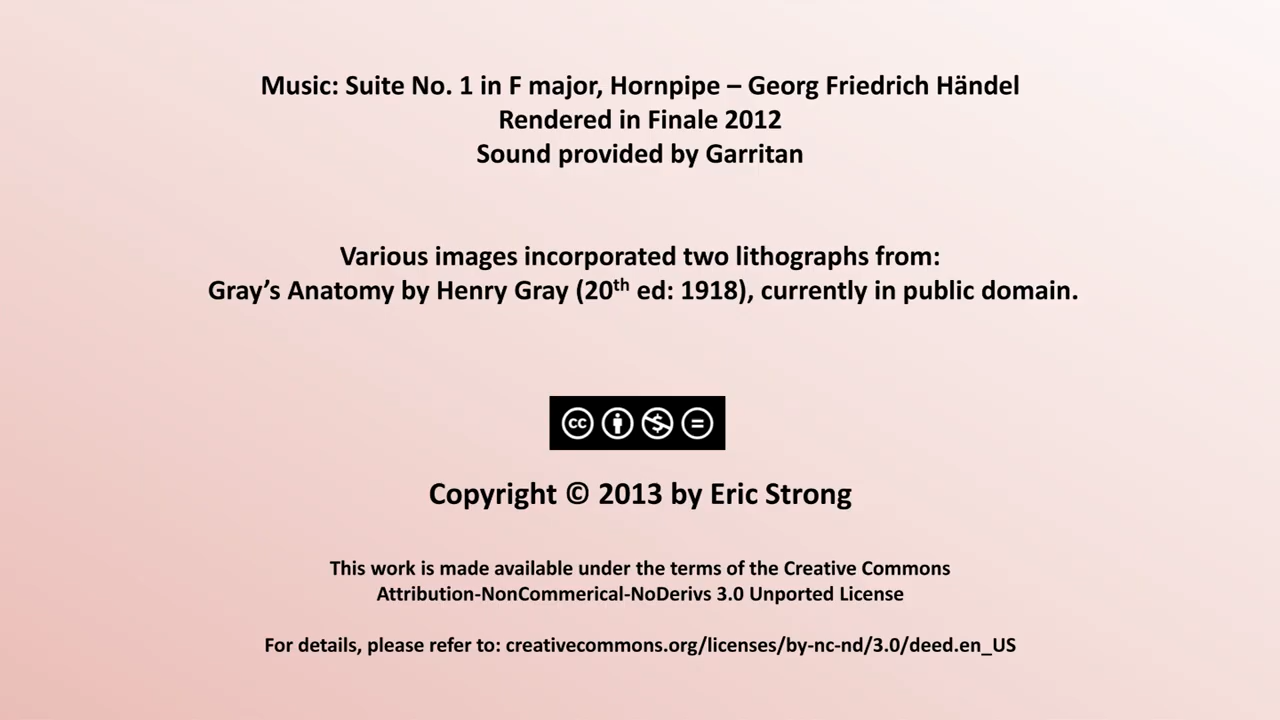 Music: Suite No. 1 in F major, Hornpipe – Georg Friedrich Händel
Rendered in Finale 2012
Sound provided by Garritan
Various images incorporated two lithographs from:
Gray’s Anatomy by Henry Gray (20th ed: 1918), currently in public domain.
cc
Copyright © 2013 by Eric Strong
This work is made available under the terms of the Creative Commons
Attribution-NonCommerical-NoDerivs 3.0 Unported License
For details, please refer to: creativecommons.org/licenses/by-nc-nd/3.0/deed.en_US